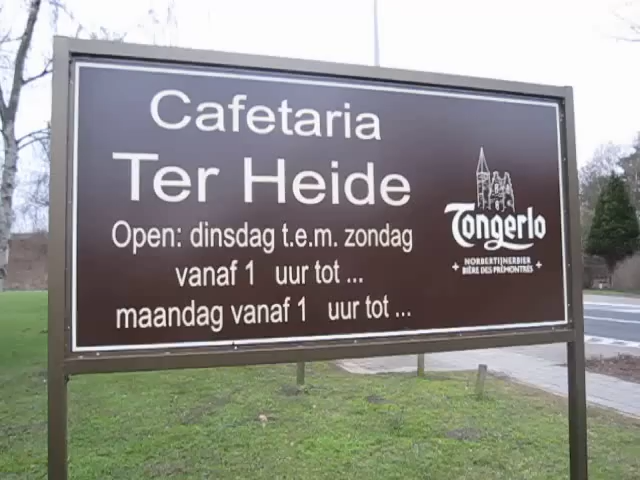 Cafetaria
Ter Heide
Open: dinsdag t.e.m. zondag
vanaf 1 uur tot ...
maandag vanaf 1 uur tot ...
Tongerlo
NORBERTIJNERBIER
BIÈRE DES PRÉMONTRÉS